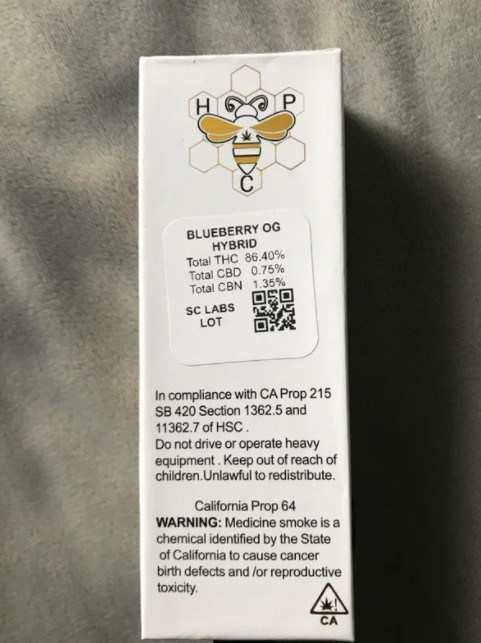 H P
C
BLUEBERRY OG
HYBRID
Total THC 86.40%
Total CBD 0.75%
Total CBN 1.35%
SC LABS
LOT
In compliance with CA Prop 215
SB 420 Section 1362.5 and
11362.7 of HSC .
Do not drive or operate heavy
equipment . Keep out of reach of
children.Unlawful to redistribute.
California Prop 64
WARNING: Medicine smoke is a
chemical identified by the State
of California to cause cancer
birth defects and /or reproductive
toxicity.
!
CA